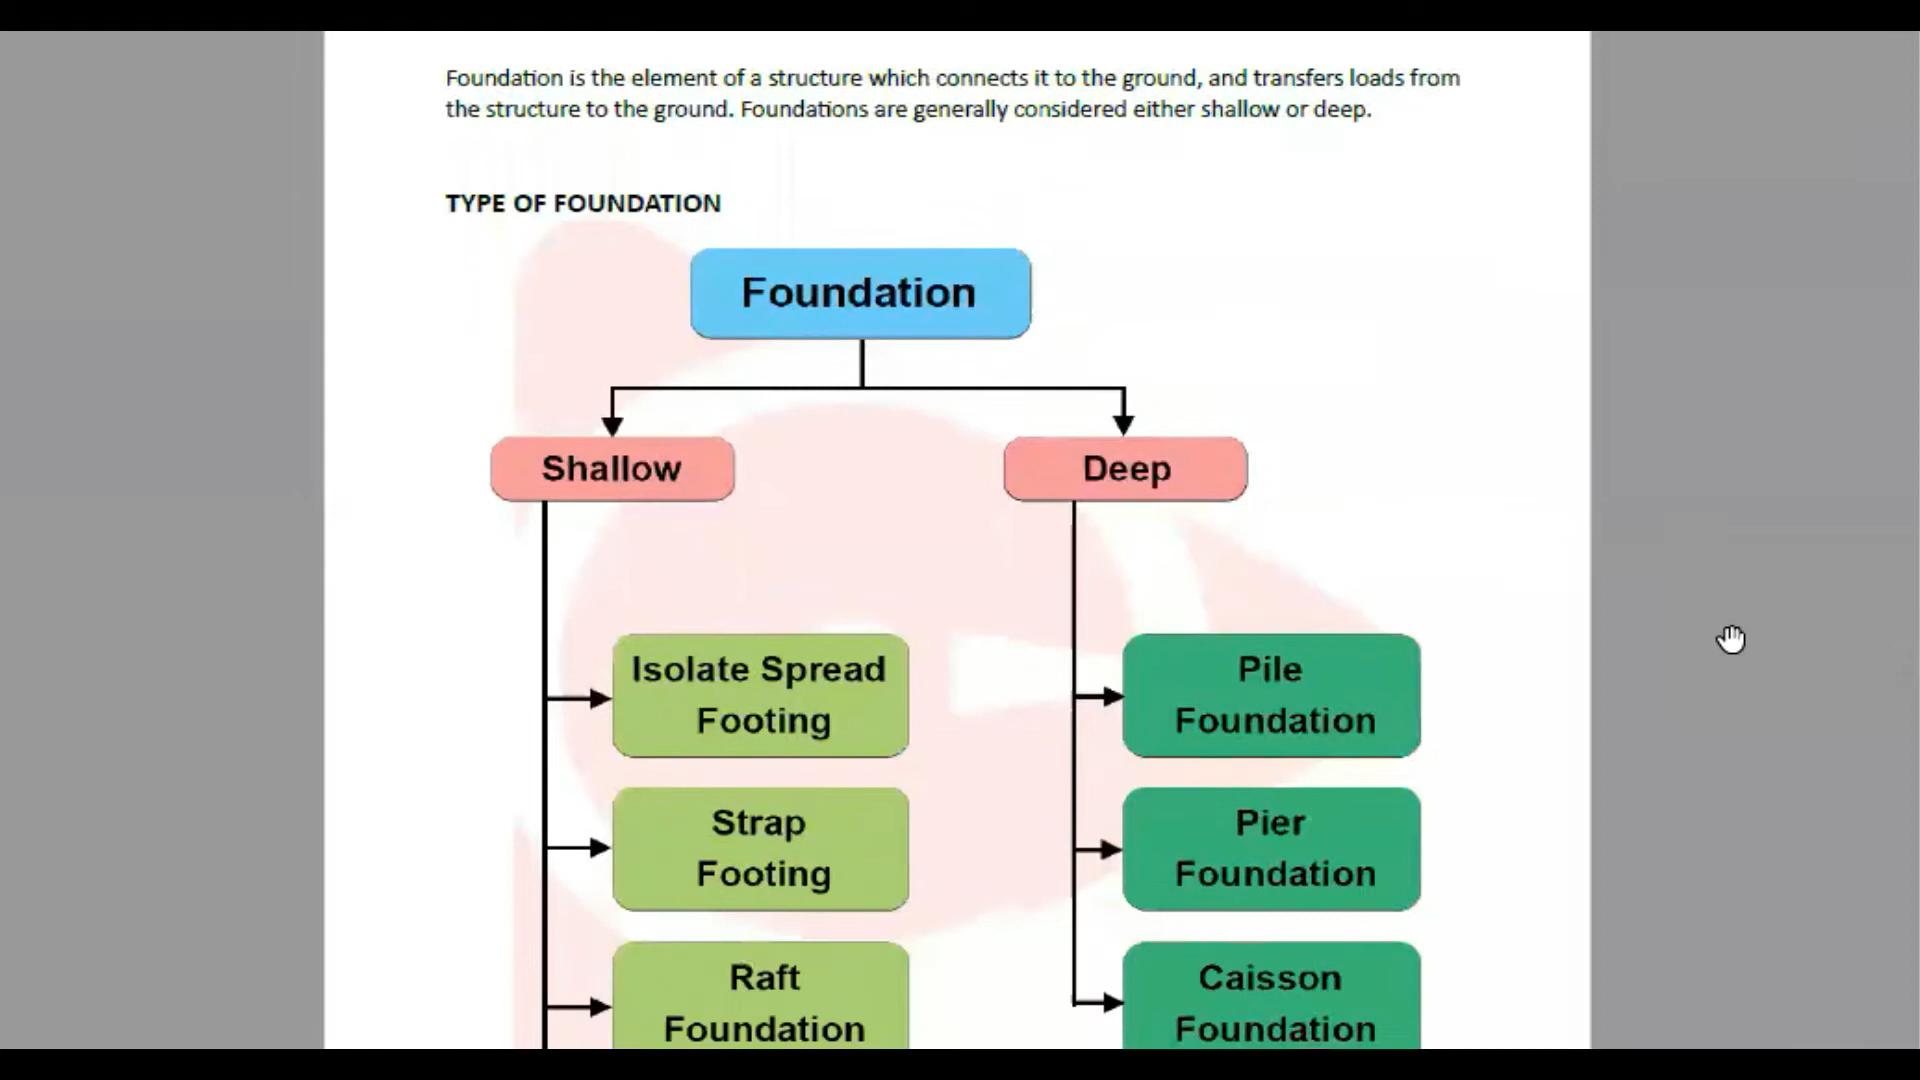 Foundation is the element of a structure which connects it to the ground, and transfers loads from
the structure to the ground. Foundations are generally considered either shallow or deep.
TYPE OF FOUNDATION
Foundation
Shallow
Deep
Isolate Spread
Footing
Pile
Foundation
Strap
Footing
Pier
Foundation
Raft
Foundation
Caisson
Foundation